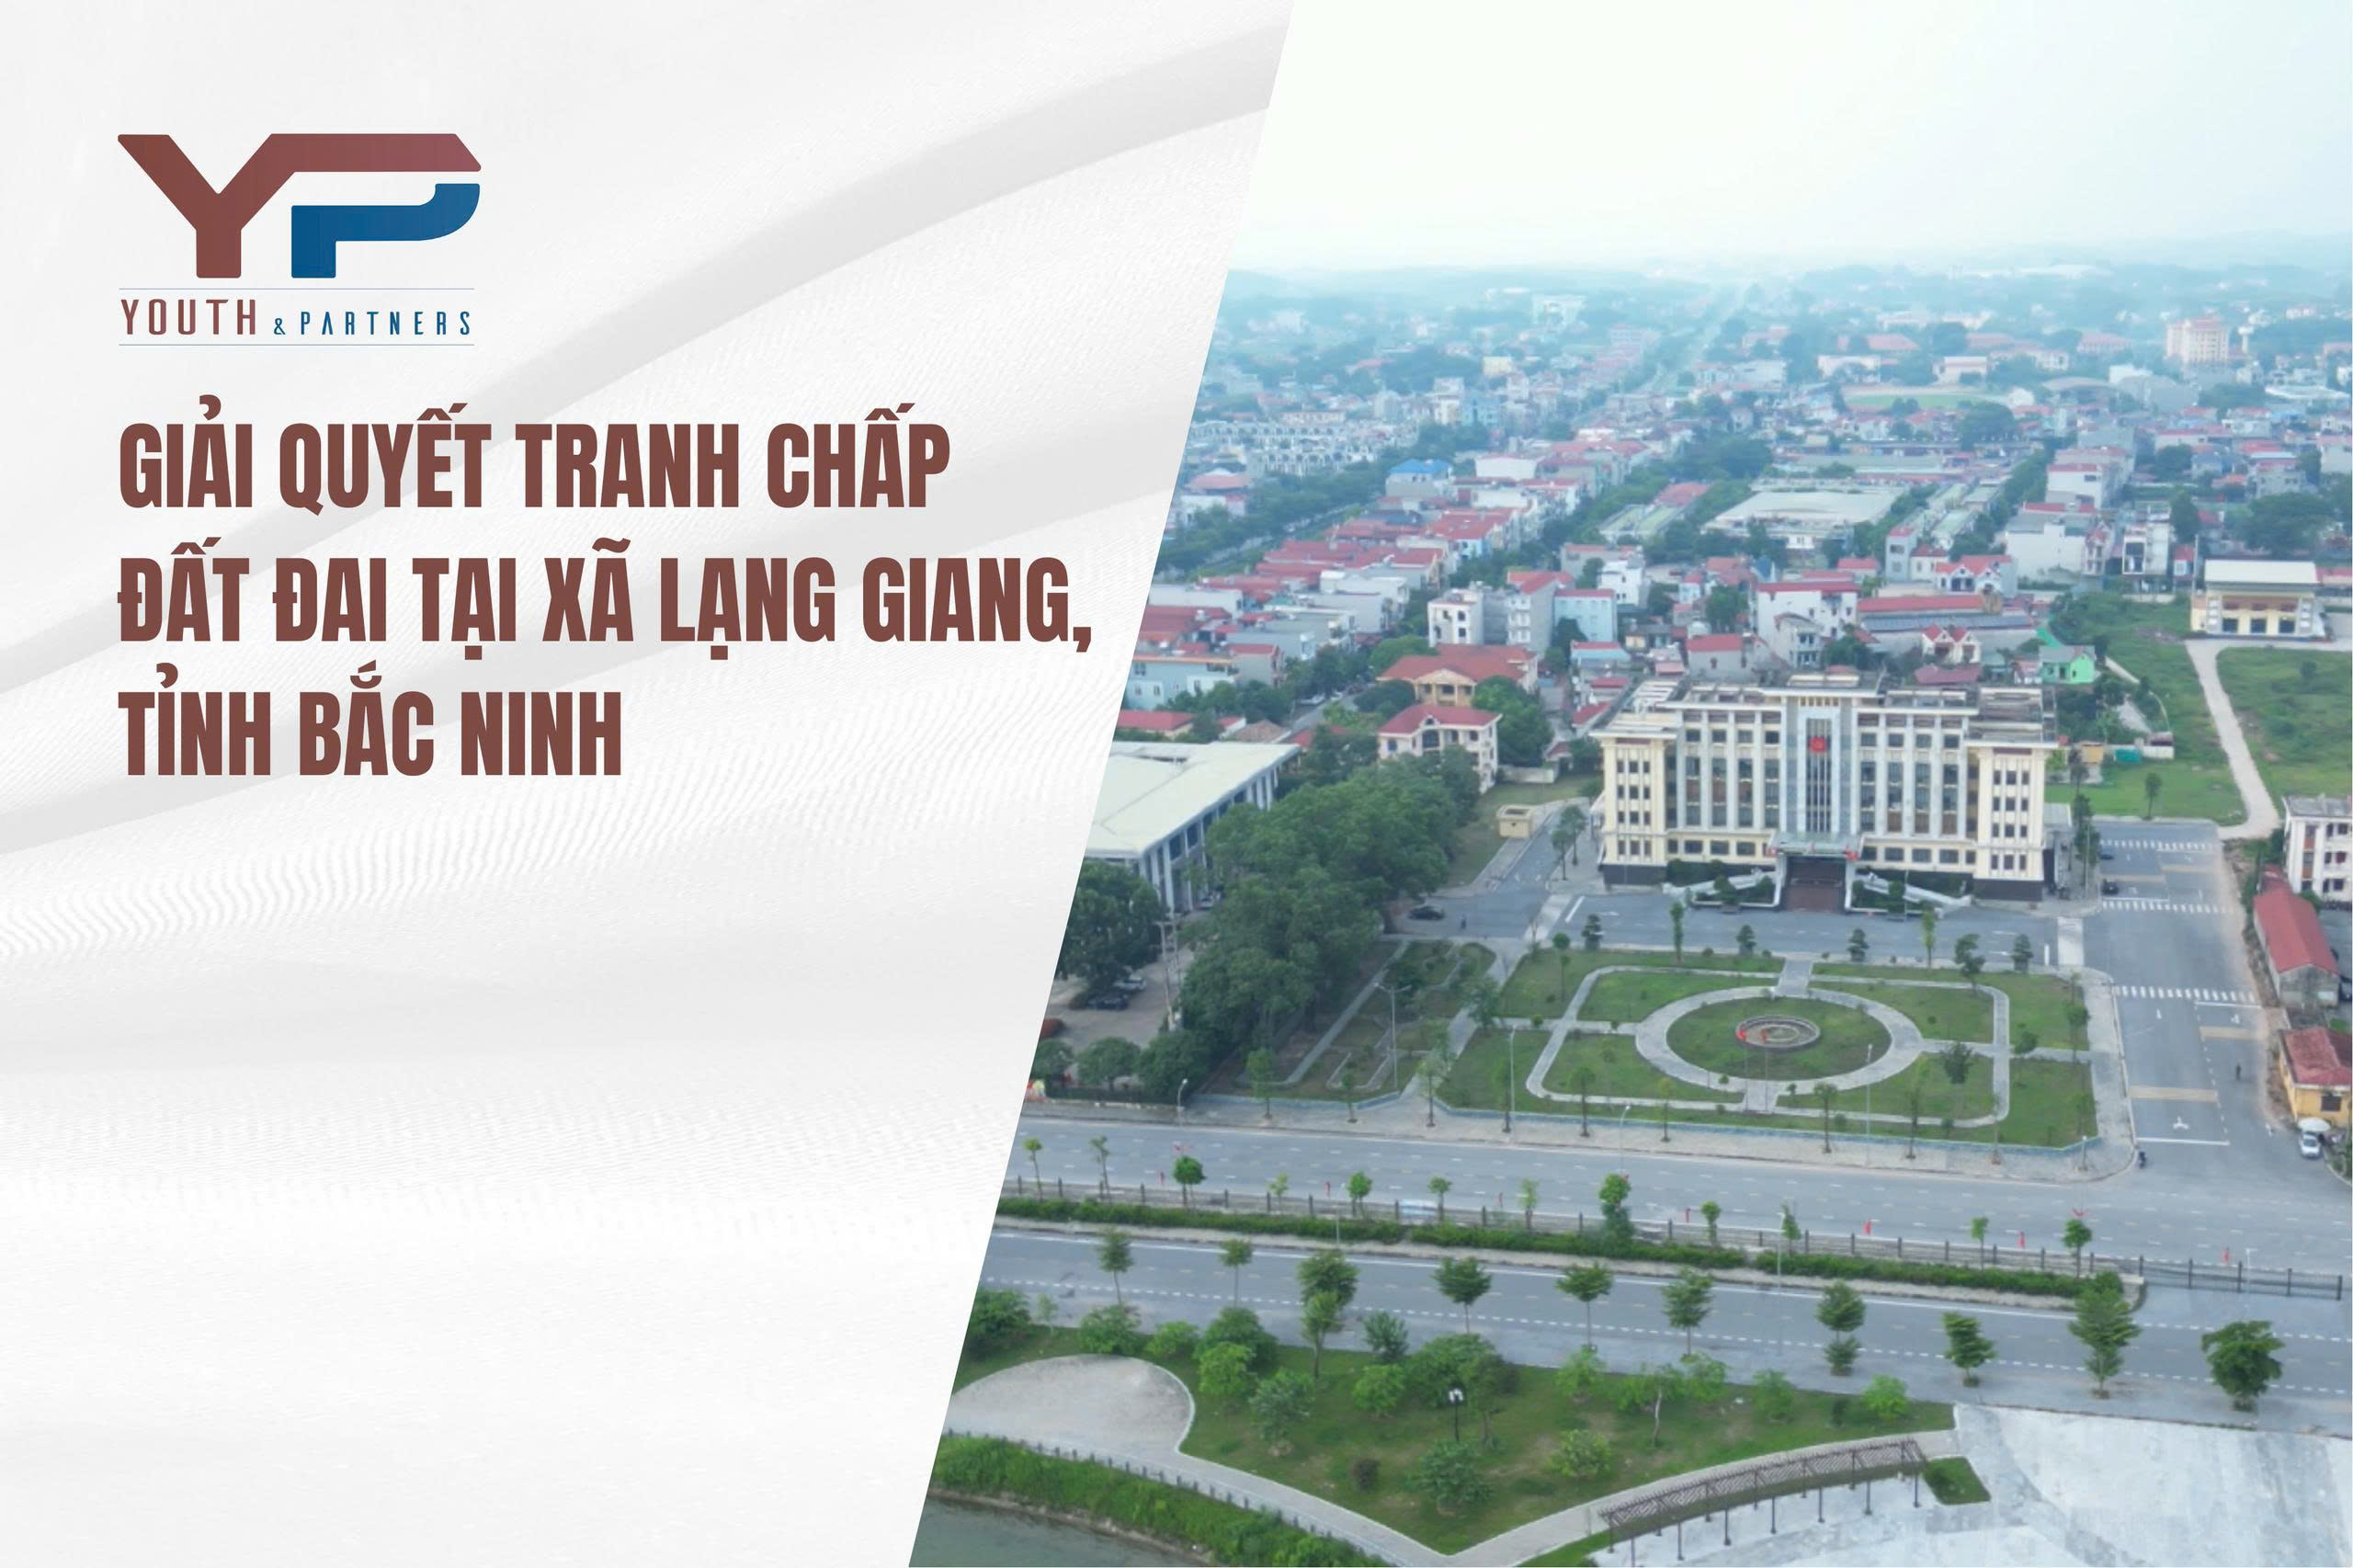 YP
YOUTH & PARTNERS
GIẢI QUYẾT TRANH CHẤP
ĐẤT ĐAI TẠI XÃ LẠNG GIANG,
TỈNH BẮC NINH